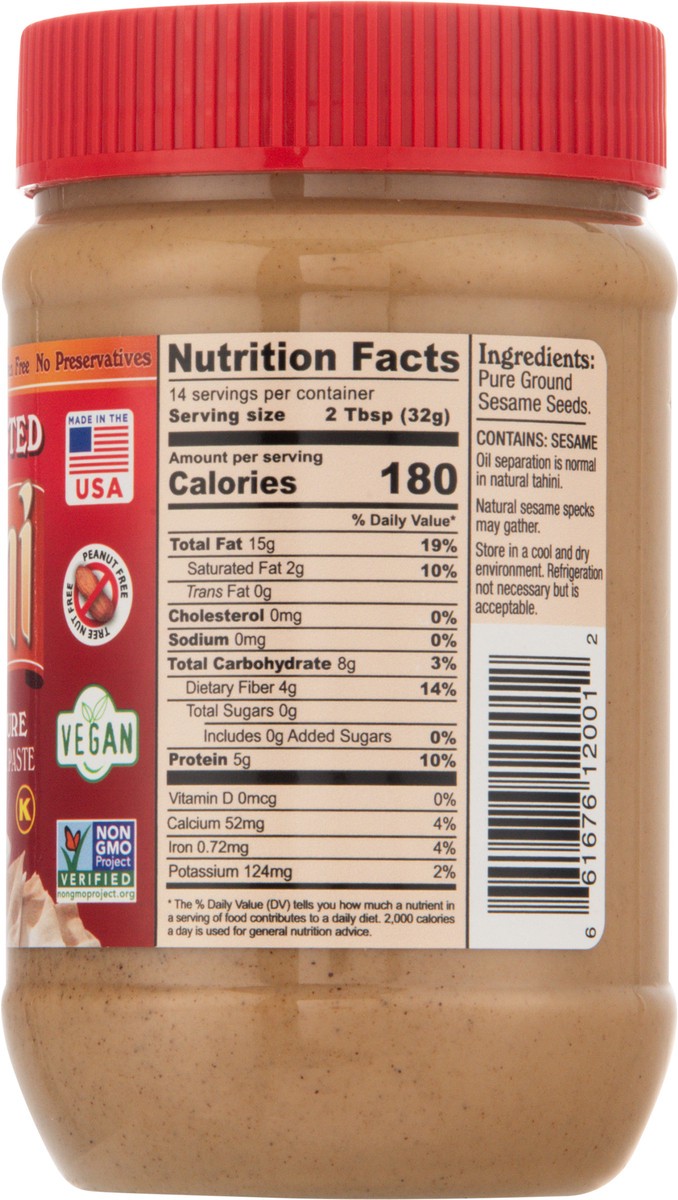 Free No Preservatives
TED
MADE IN THE
USA
PEANUT FREE
TREE NUT FREE
URE
PASTE
VEGAN
K
NON
GMO
Project
VERIFIED
nongmoproject.org
Nutrition Facts
14 servings per container
Serving size 2 Tbsp (32g)
Amount per serving
Calories 180
% Daily Value*
Total Fat 15g 19%
Saturated Fat 2g 10%
Trans Fat 0g
Cholesterol 0mg 0%
Sodium 0mg 0%
Total Carbohydrate 8g 3%
Dietary Fiber 4g 14%
Total Sugars 0g
Includes 0g Added Sugars 0%
Protein 5g 10%
Vitamin D 0mcg 0%
Calcium 52mg 4%
Iron 0.72mg 4%
Potassium 124mg 2%
* The % Daily Value (DV) tells you how much a nutrient in
a serving of food contributes to a daily diet. 2,000 calories
a day is used for general nutrition advice.
Ingredients:
Pure Ground
Sesame Seeds.
CONTAINS: SESAME
Oil separation is normal
in natural tahini.
Natural sesame specks
may gather.
Store in a cool and dry
environment. Refrigeration
not necessary but is
acceptable.
6 61676 12001 2